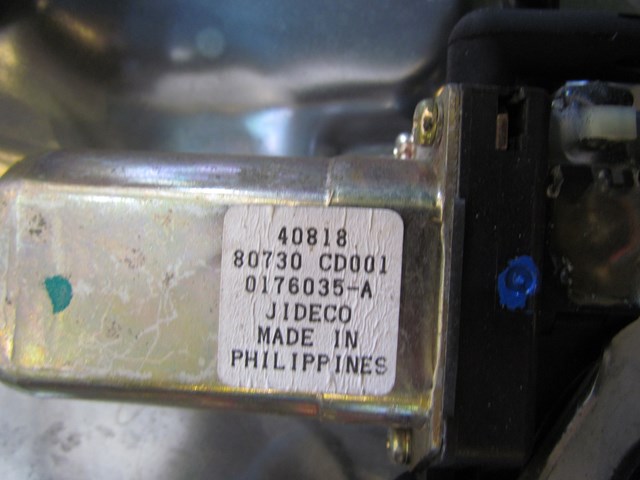 40818
80730 CD001
0176035-A
JIDECO
MADE IN
PHILIPPINES